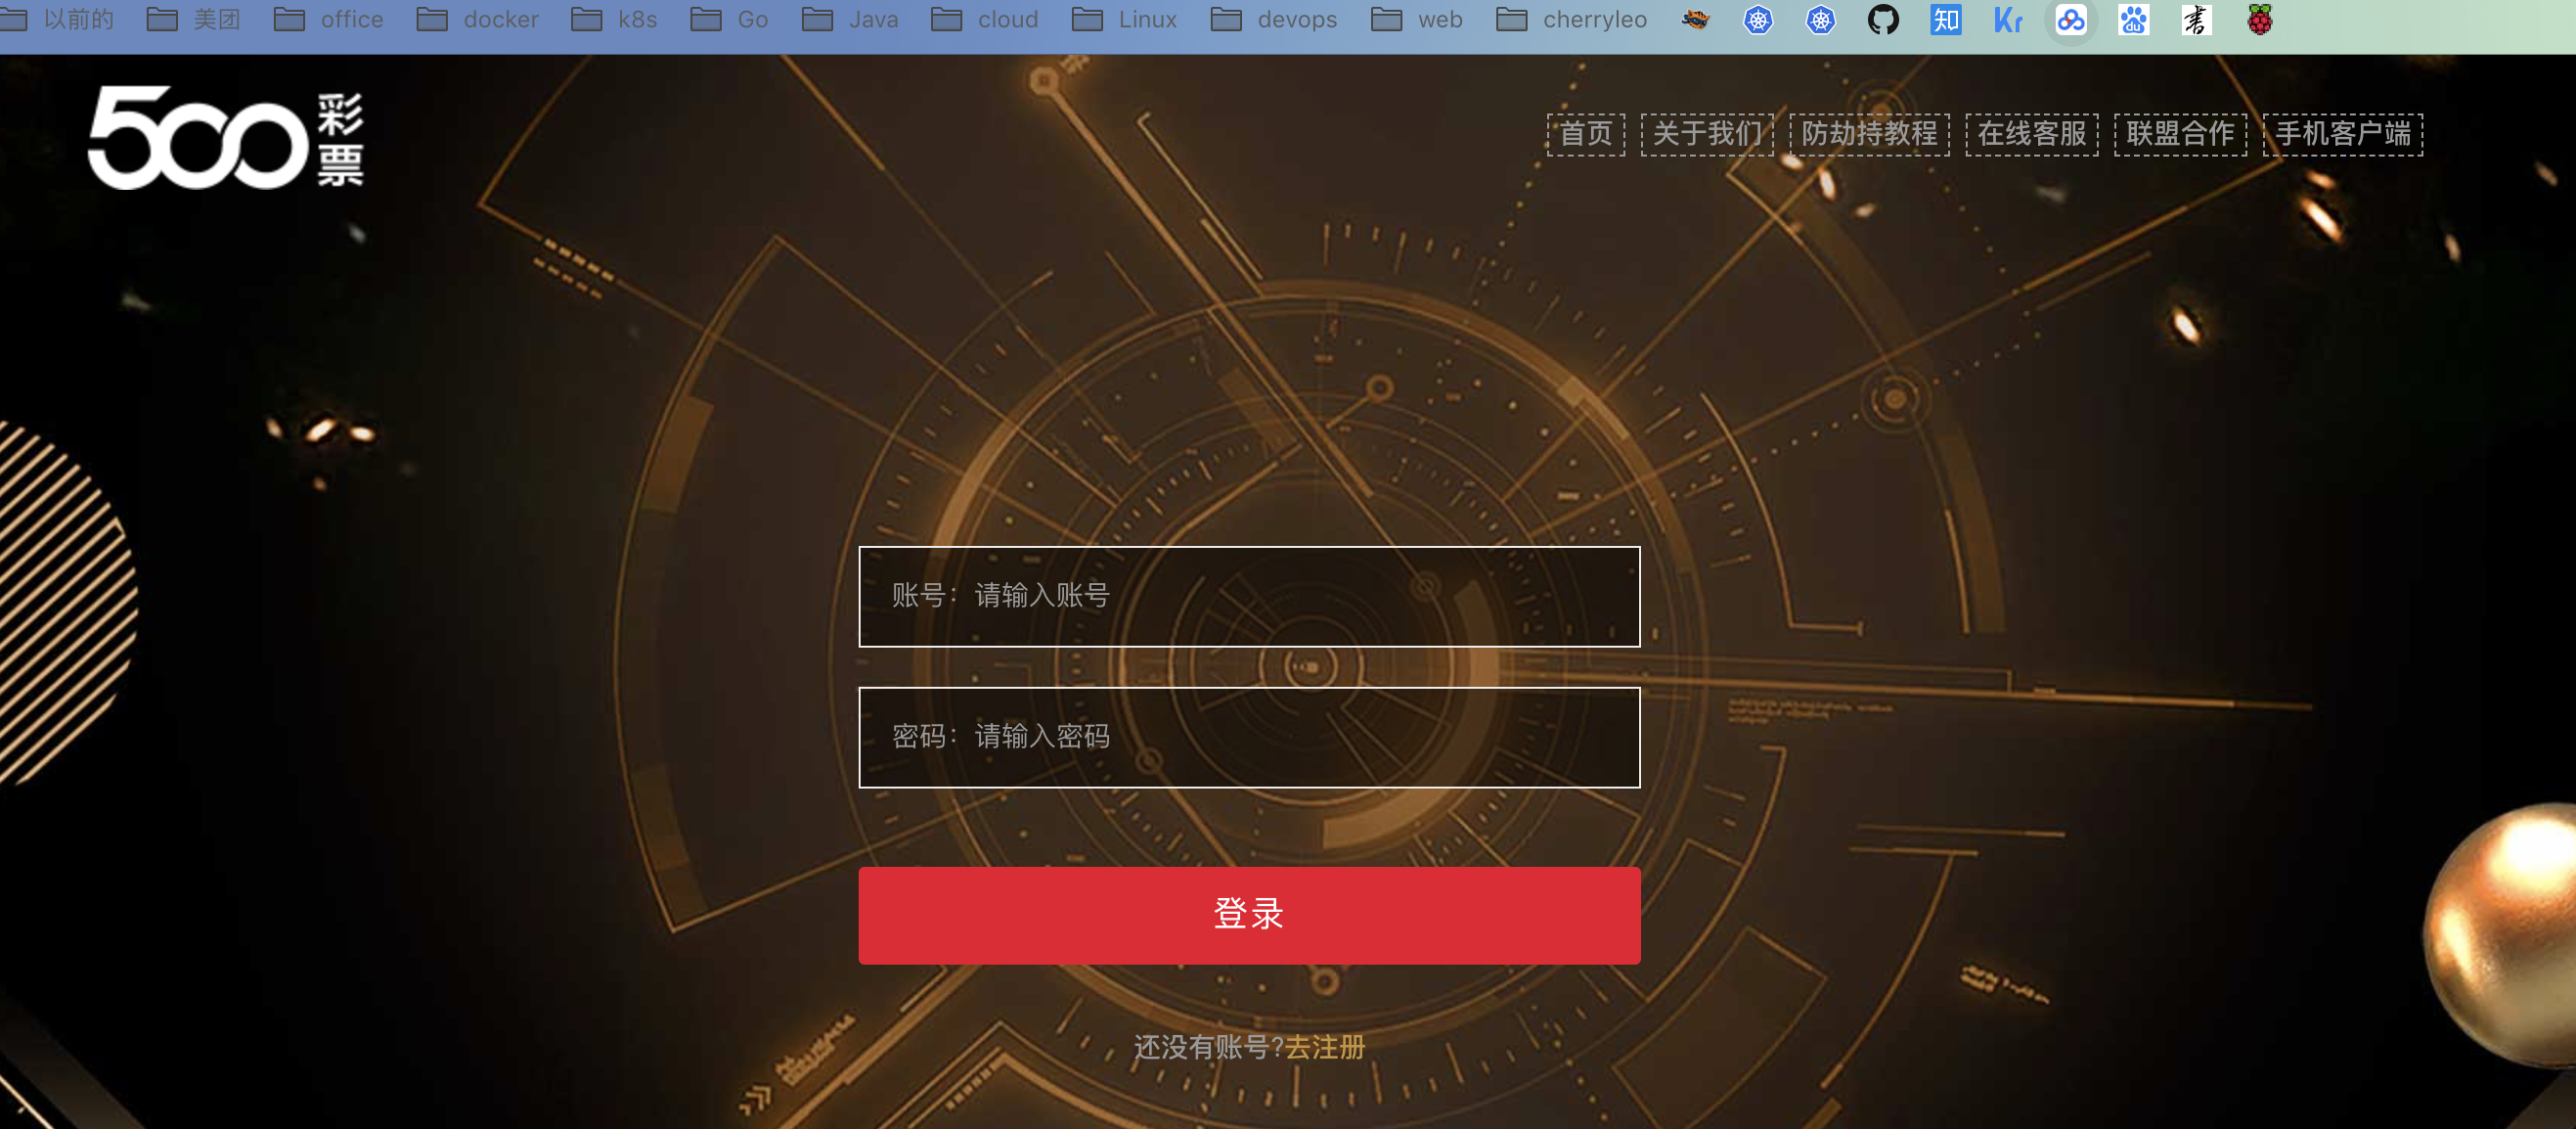 以前的 美团 office docker k8s Go Java cloud Linux devops web cherryleo 知 Kr du 书
500 彩票
首页 关于我们 防劫持教程 在线客服 联盟合作 手机客户端
账号：请输入账号
密码：请输入密码
登录
还没有账号?去注册